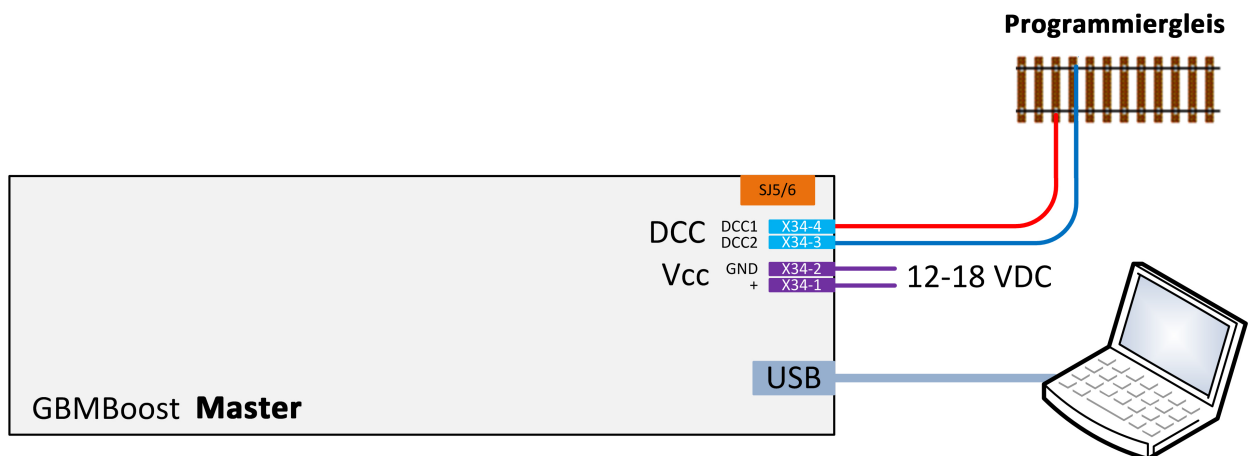 Programmiergleis
SJ5/6
DCC
DCC1
X34-4
DCC2
X34-3
Vcc
GND
X34-2
+
X34-1
12-18 VDC
USB
GBMBoost Master